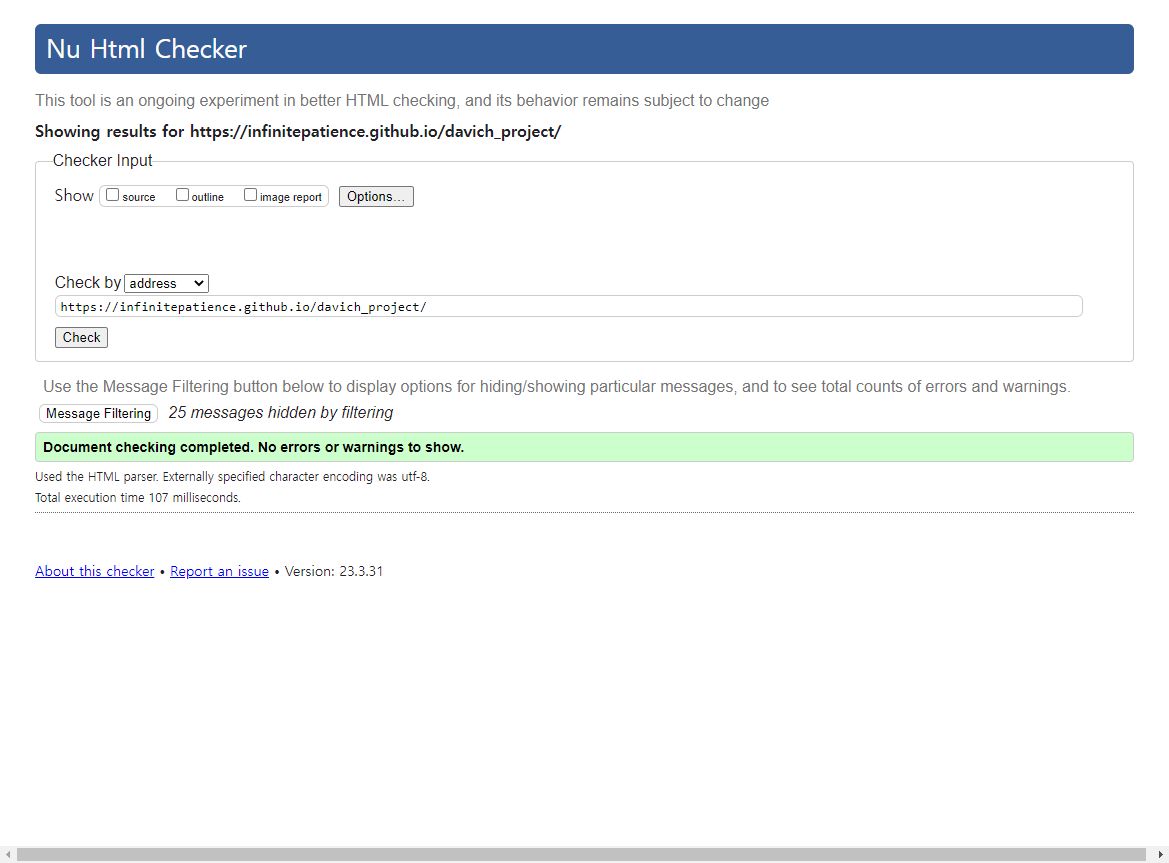 Nu Html Checker
This tool is an ongoing experiment in better HTML checking, and its behavior remains subject to change
Showing results for https://infinitepatience.github.io/davich_project/
Checker Input
Show source outline image report Options...
Check by address
https://infinitepatience.github.io/davich_project/
Check
Use the Message Filtering button below to display options for hiding/showing particular messages, and to see total counts of errors and warnings.
Message Filtering 25 messages hidden by filtering
Document checking completed. No errors or warnings to show.
Used the HTML parser. Externally specified character encoding was utf-8.
Total execution time 107 milliseconds.
About this checker • Report an issue • Version: 23.3.31